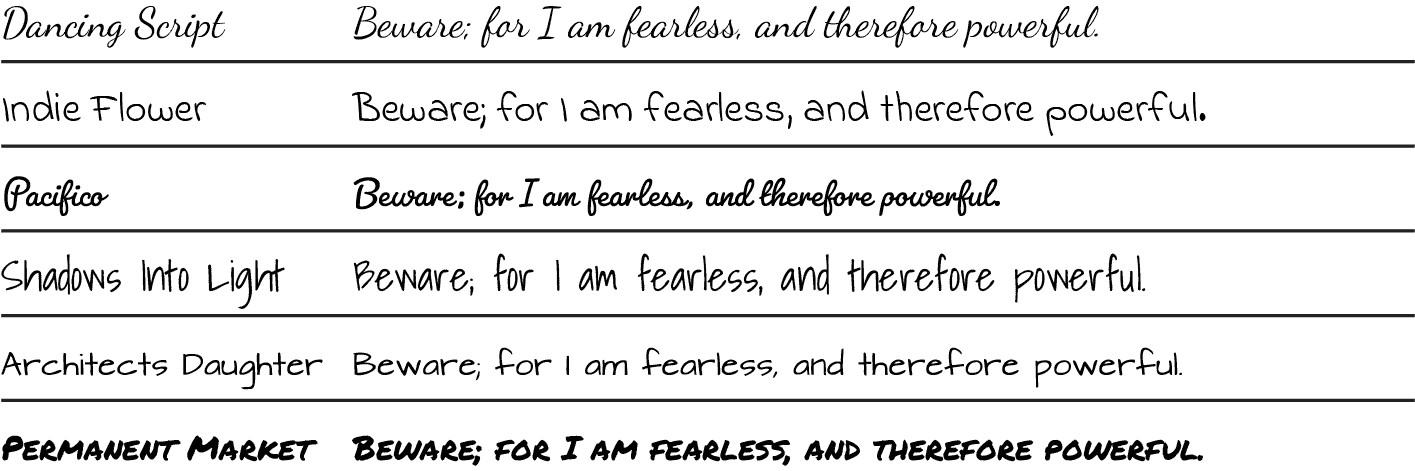 Dancing Script Beware; for I am fearless, and therefore powerful.
Indie Flower Beware; for I am fearless, and therefore powerful.
Pacifico Beware; for I am fearless, and therefore powerful.
Shadows Into Light Beware; for I am fearless, and therefore powerful.
Architects Daughter Beware; for I am fearless, and therefore powerful.
PERMANENT MARKET BEWARE; FOR I AM FEARLESS, AND THEREFORE POWERFUL.